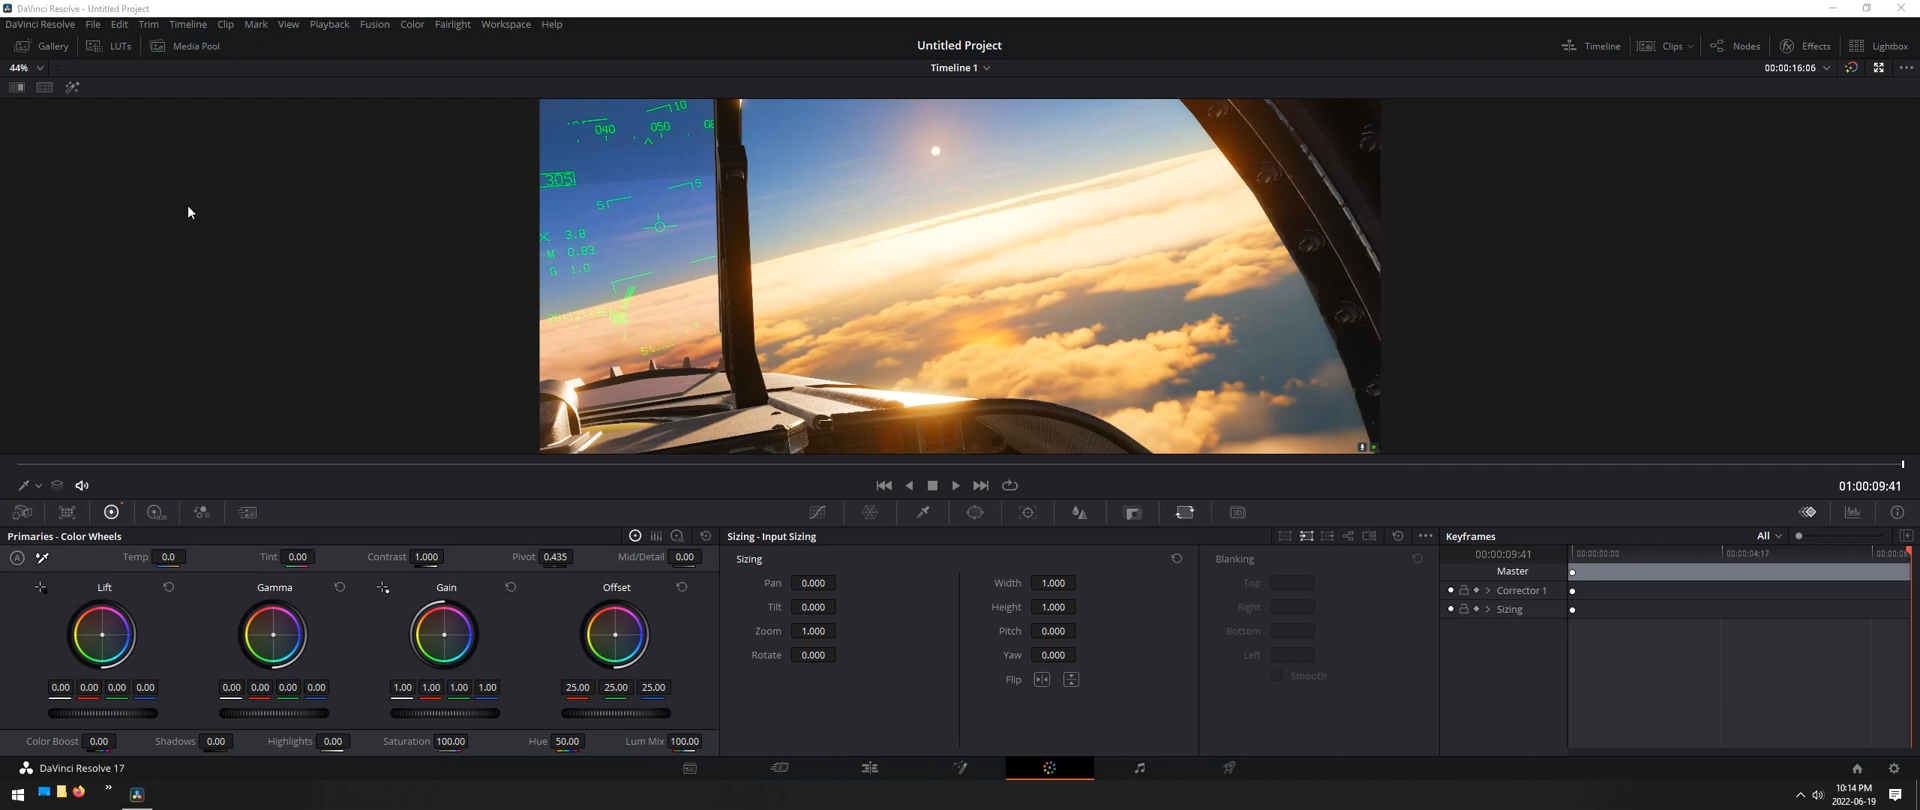 DaVinci Resolve - Untitled Project
DaVinci Resolve File Edit Trim Timeline Clip Mark View Playback Fusion Color Fairlight Workspace Help
Gallery LUTs Media Pool Untitled Project Timeline Clips Nodes Effects Lightbox
44% Timeline 1 00:00:16:06
10
040 050
305
5
5
X 3.8
M 0.83
G 1.0
01:00:09:41
HDR
3D
Primaries - Color Wheels Sizing - Input Sizing Keyframes All
A Temp 0.0 Tint 0.00 Contrast 1.000 Pivot 0.435 Mid/Detail 0.00 Sizing Blanking 00:00:09:41 00:00:00:00 00:00:04:17
Master
Lift Gamma Gain Offset Pan 0.000 Width 1.000 Top
Corrector 1
Tilt 0.000 Height 1.000 Right Sizing
Zoom 1.000 Pitch 0.000 Bottom
Rotate 0.000 Yaw 0.000 Left
Flip Smooth
0.00 0.00 0.00 0.00 0.00 0.00 0.00 0.00 1.00 1.00 1.00 1.00 25.00 25.00 25.00
Color Boost 0.00 Shadows 0.00 Highlights 0.00 Saturation 100.00 Hue 50.00 Lum Mix 100.00
DaVinci Resolve 17
10:14 PM
2022-06-19